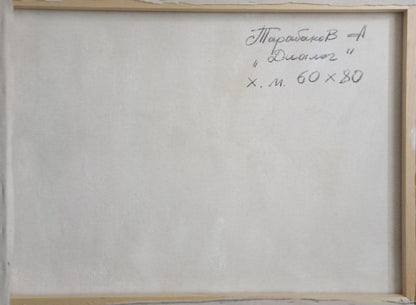 Тарабанов А
„Диалог"
х. м. 60 х 80